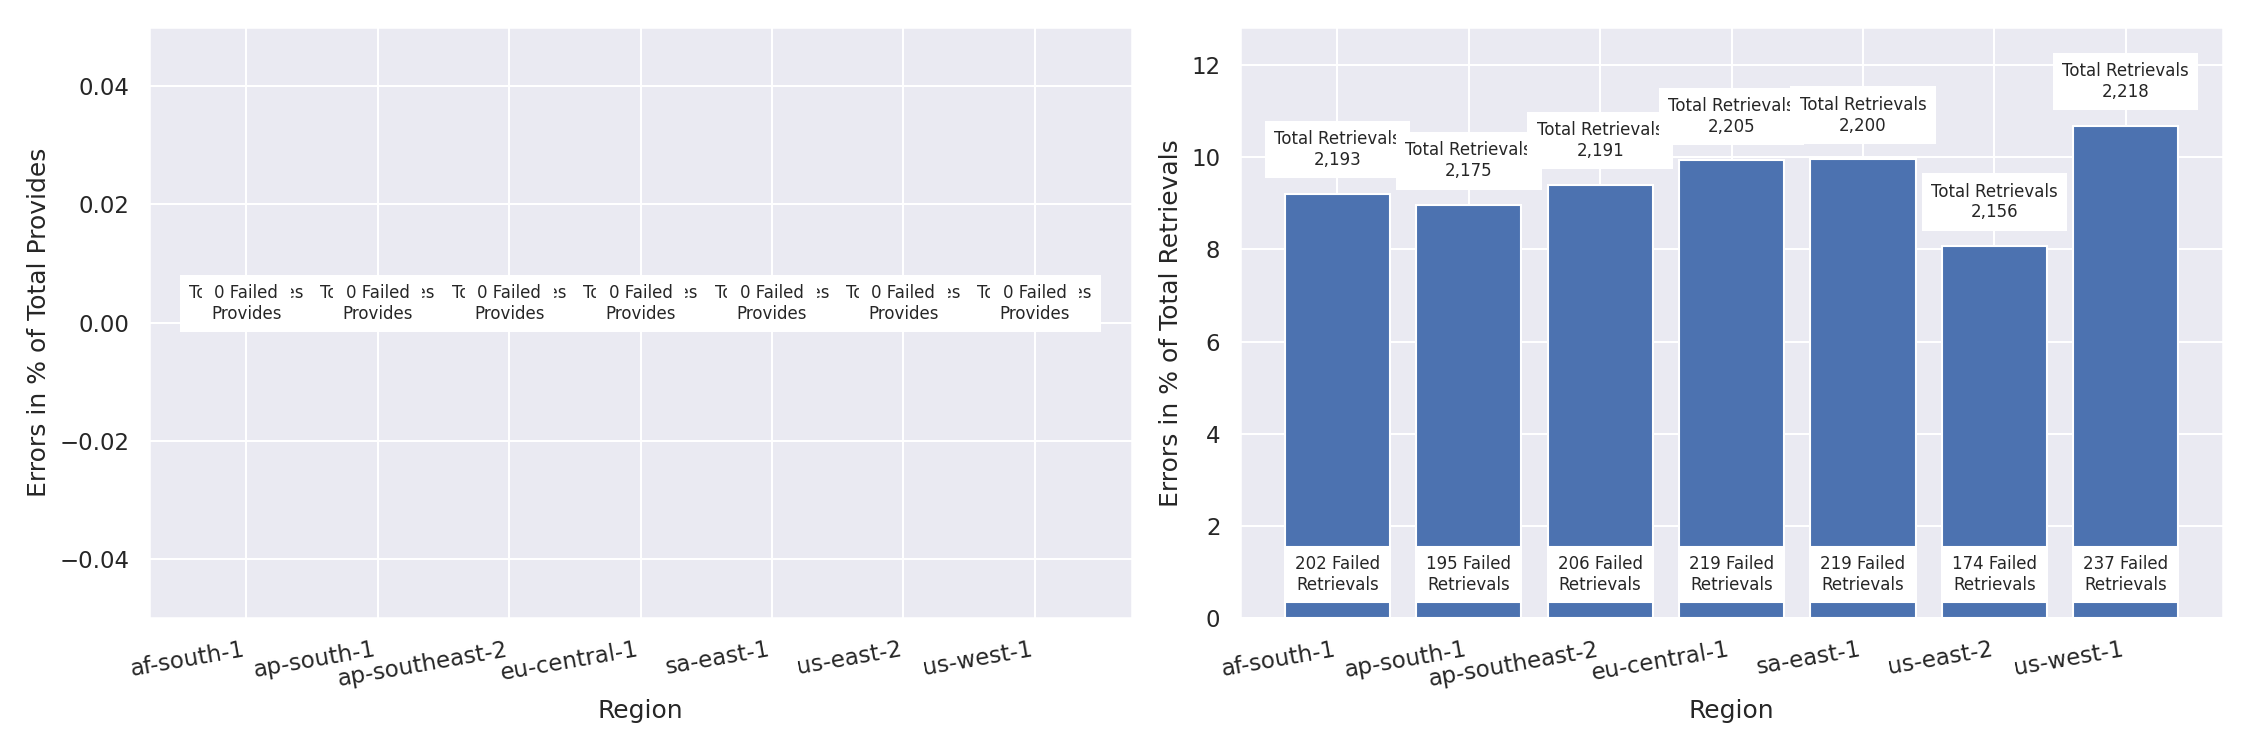 Errors in % of Total Provides
0.04
0.02
0.00
−0.02
−0.04
0 Failed
Provides
0 Failed
Provides
0 Failed
Provides
0 Failed
Provides
0 Failed
Provides
0 Failed
Provides
0 Failed
Provides
af-south-1
ap-south-1
ap-southeast-2
eu-central-1
sa-east-1
us-east-2
us-west-1
Region
Errors in % of Total Retrievals
12
10
8
6
4
2
0
Total Retrievals
2,193
Total Retrievals
2,175
Total Retrievals
2,191
Total Retrievals
2,205
Total Retrievals
2,200
Total Retrievals
2,156
Total Retrievals
2,218
202 Failed
Retrievals
195 Failed
Retrievals
206 Failed
Retrievals
219 Failed
Retrievals
219 Failed
Retrievals
174 Failed
Retrievals
237 Failed
Retrievals
af-south-1
ap-south-1
ap-southeast-2
eu-central-1
sa-east-1
us-east-2
us-west-1
Region